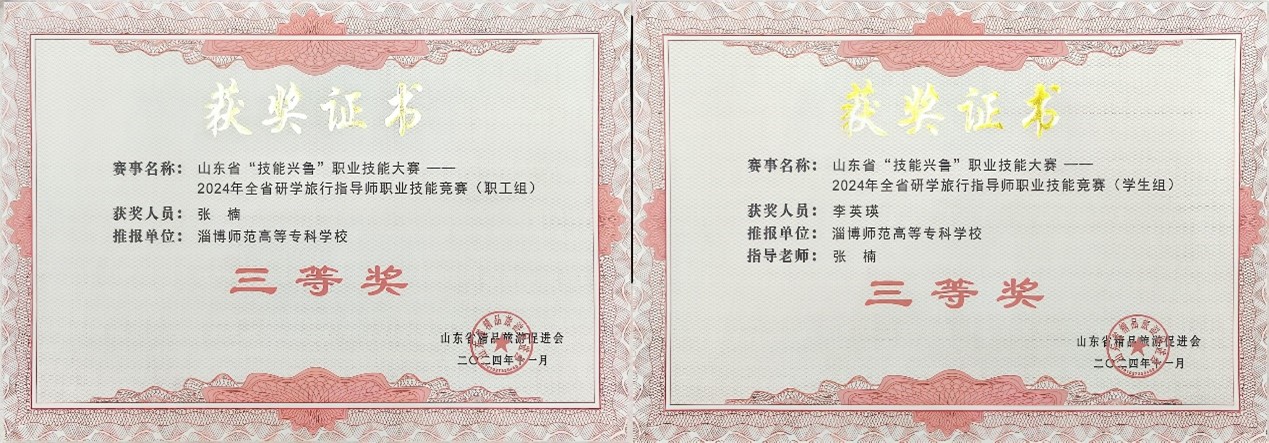 获奖证书
赛事名称： 山东省“技能兴鲁”职业技能大赛 ——
2024年全省研学旅行指导师职业技能竞赛（职工组）
获奖人员： 张 楠
推报单位： 淄博师范高等专科学校
三等奖
山东省精品旅游促进会
二〇二四年十一月
获奖证书
赛事名称： 山东省“技能兴鲁”职业技能大赛 ——
2024年全省研学旅行指导师职业技能竞赛（学生组）
获奖人员： 李英瑛
推报单位： 淄博师范高等专科学校
指导老师： 张 楠
三等奖
山东省精品旅游促进会
二〇二四年十一月